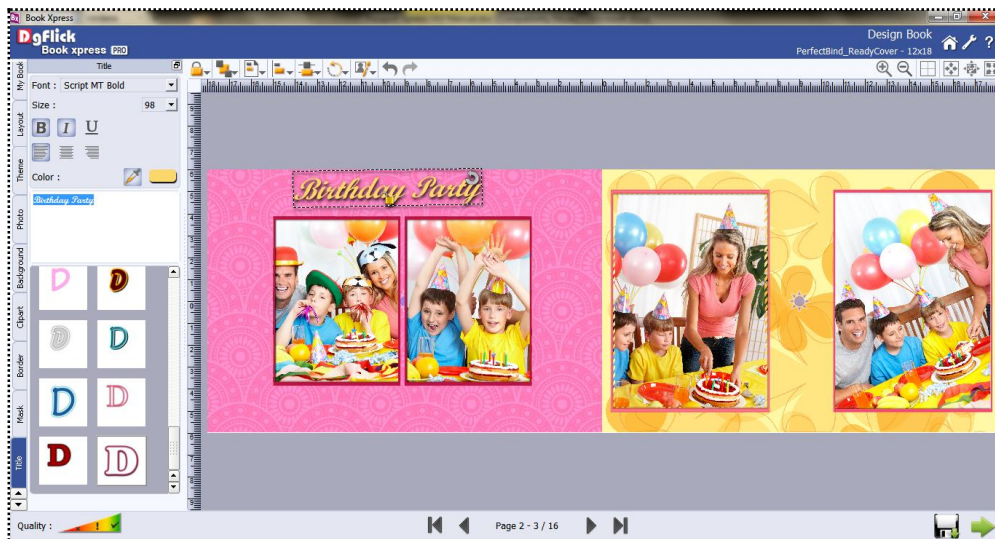 Book Xpress
DgFlick
Book xpress PRO
Design Book
PerfectBind_ReadyCover - 12x18
?
My Book
Layout
Theme
Photo
Background
Clipart
Border
Mask
Title
Title
Font : Script MT Bold
Size : 98
B I U
Color :
Birthday Party
D D
D D
D D
D D
Birthday Party
Quality :
Page 2 - 3 / 16